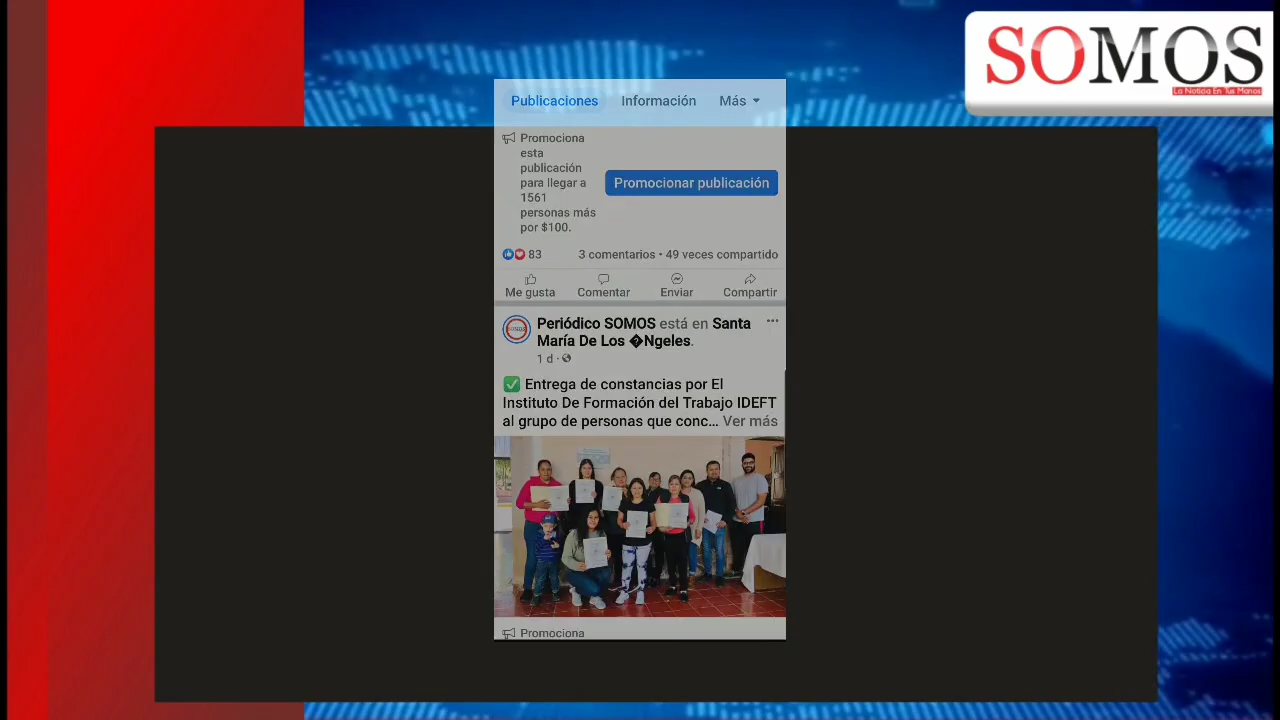 SOMOS
La Noticia En Tus Manos
Publicaciones Información Más
Promociona
esta
publicación
para llegar a
1561
personas más
por $100.
Promocionar publicación
83 3 comentarios • 49 veces compartido
Me gusta Comentar Enviar Compartir
Periódico SOMOS está en Santa
María De Los �Ngeles.
1 d ·
✅ Entrega de constancias por El
Instituto De Formación del Trabajo IDEFT
al grupo de personas que conc... Ver más
Promociona